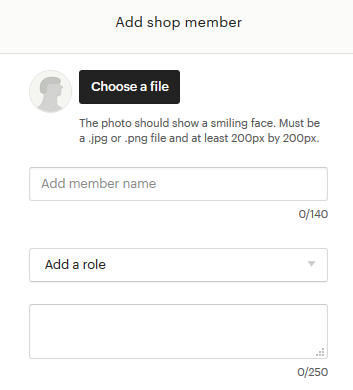 Add shop member
Choose a file
The photo should show a smiling face. Must be
a .jpg or .png file and at least 200px by 200px.
Add member name
0/140
Add a role
0/250